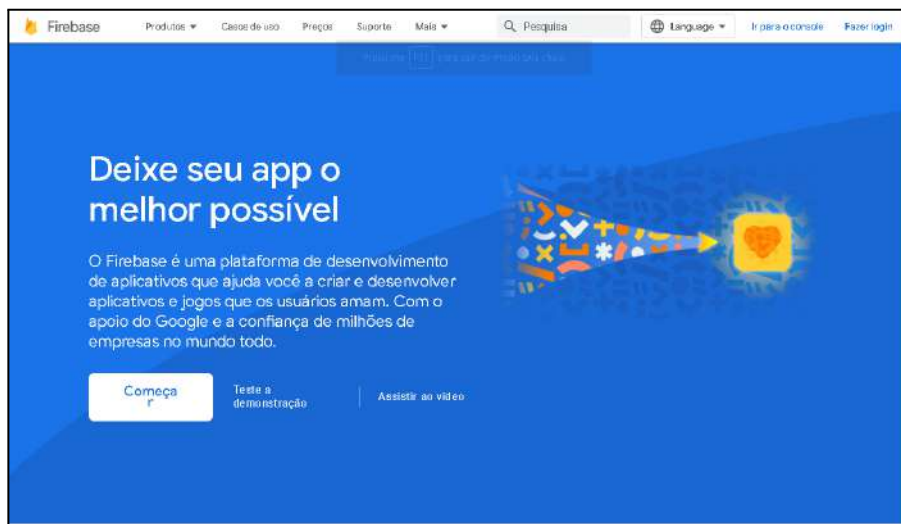 Firebase Produtos Casos de uso Preços Suporte Mais Pesquisa Language Ir para o console Fazer login
Deixe seu app o
melhor possível
O Firebase é uma plataforma de desenvolvimento
de aplicativos que ajuda você a criar e desenvolver
aplicativos e jogos que os usuários amam. Com o
apoio do Google e a confiança de milhões de
empresas no mundo todo.
Começa
r
Teste a
demonstração
Assistir ao vídeo